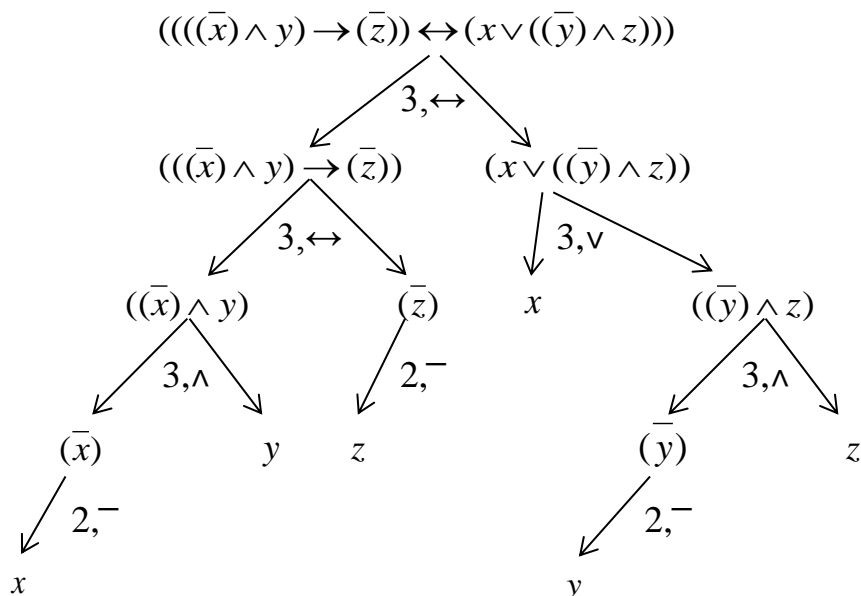 ((((x̅) ∧ y) → (z̅)) ↔ (x ∨ ((y̅) ∧ z)))
3,↔
(((x̅) ∧ y) → (z̅)) (x ∨ ((y̅) ∧ z))
3,↔ 3,∨
((x̅) ∧ y) (z̅) x ((y̅) ∧ z)
3,∧ 2,‾ 3,∧
(x̅) y z (y̅) z
2,‾ 2,‾
x y